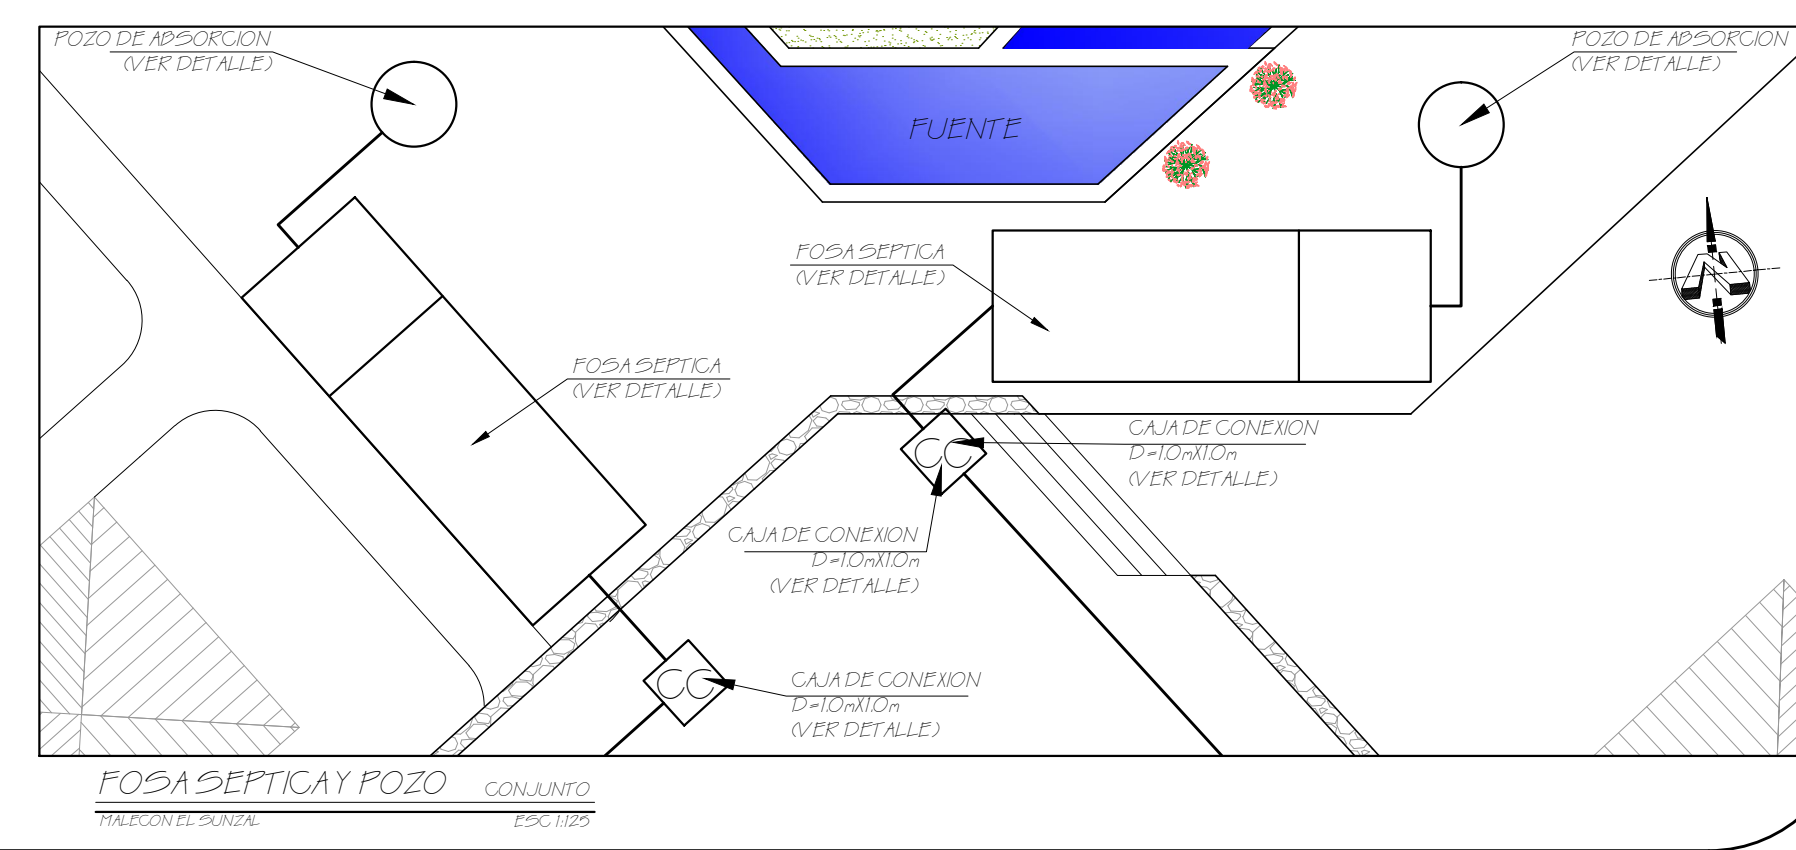 POZO DE ABSORCION
(VER DETALLE)
POZO DE ABSORCION
(VER DETALLE)
FUENTE
FOSA SEPTICA
(VER DETALLE)
N
FOSA SEPTICA
(VER DETALLE)
CAJA DE CONEXION
D=1.0mX1.0m
(VER DETALLE)
CC
CAJA DE CONEXION
D=1.0mX1.0m
(VER DETALLE)
CC
CAJA DE CONEXION
D=1.0mX1.0m
(VER DETALLE)
FOSA SEPTICA Y POZO CONJUNTO
MALECON EL SUNZAL ESC 1:125